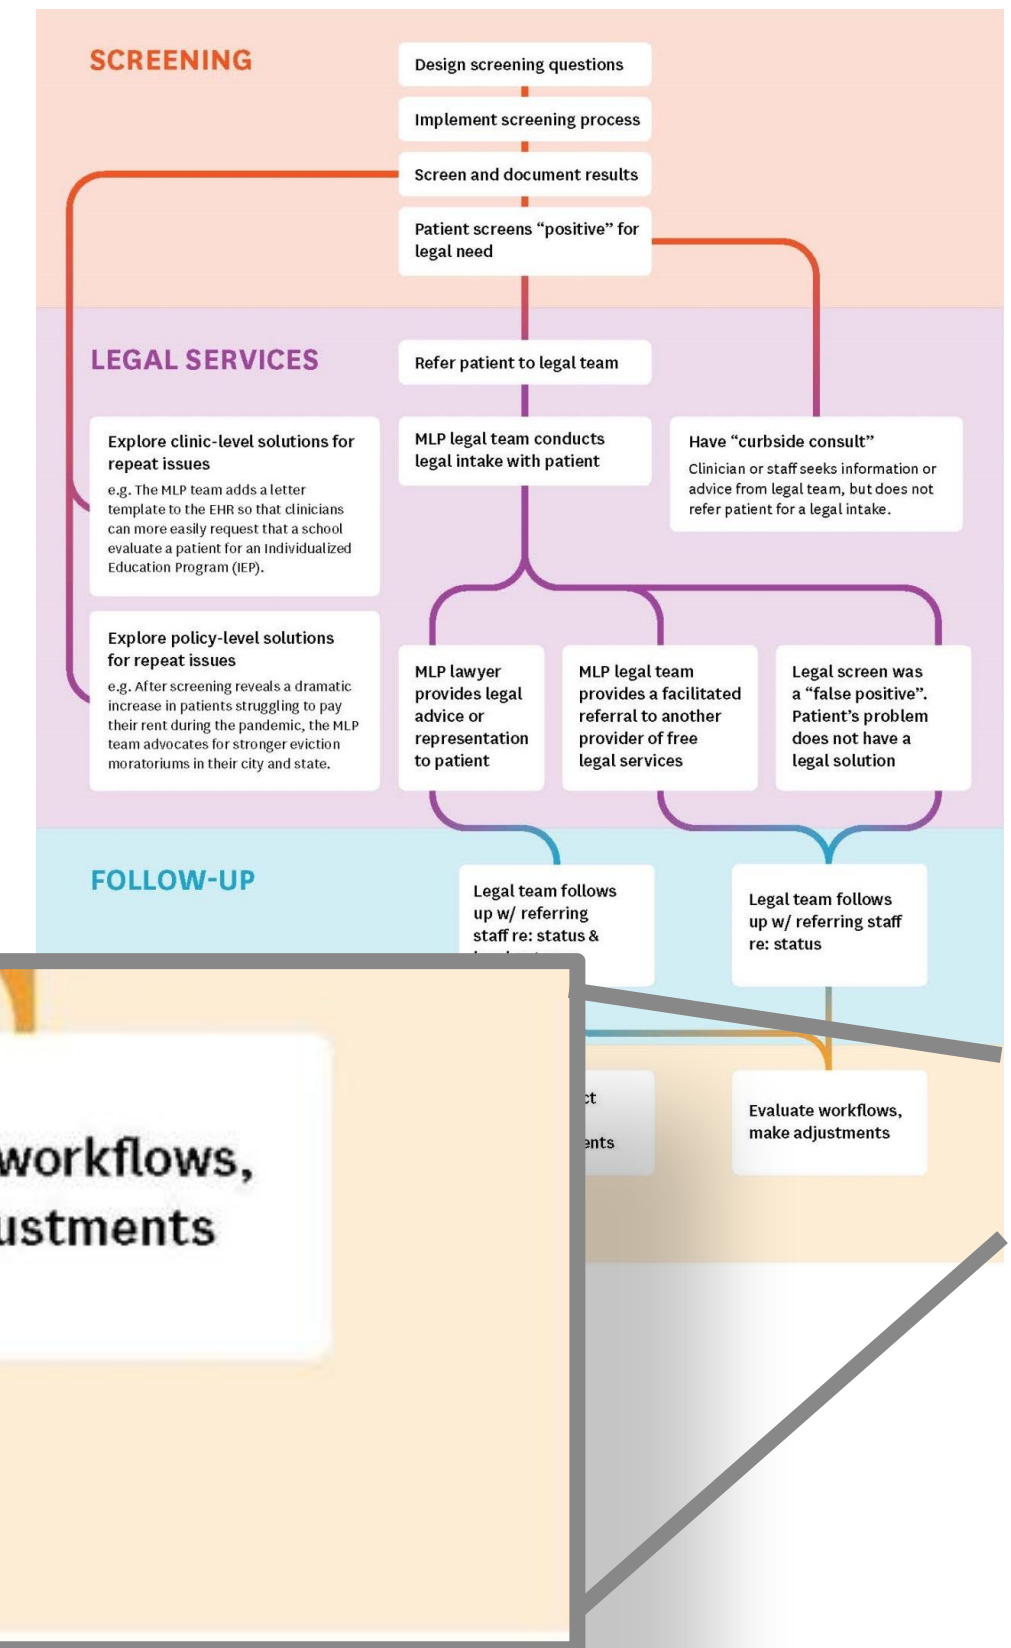 SCREENING
Design screening questions
Implement screening process
Screen and document results
Patient screens “positive” for
legal need
LEGAL SERVICES
Refer patient to legal team
Explore clinic-level solutions for
repeat issues
e.g. The MLP team adds a letter
template to the EHR so that clinicians
can more easily request that a school
evaluate a patient for an Individualized
Education Program (IEP).
MLP legal team conducts
legal intake with patient
Have “curbside consult”
Clinician or staff seeks information or
advice from legal team, but does not
refer patient for a legal intake.
Explore policy-level solutions
for repeat issues
e.g. After screening reveals a dramatic
increase in patients struggling to pay
their rent during the pandemic, the MLP
team advocates for stronger eviction
moratoriums in their city and state.
MLP lawyer
provides legal
advice or
representation
to patient
MLP legal team
provides a facilitated
referral to another
provider of free
legal services
Legal screen was
a “false positive”.
Patient’s problem
does not have a
legal solution
FOLLOW-UP
Legal team follows
up w/ referring
staff re: status &
Legal team follows
up w/ referring staff
re: status
ct
ents
Evaluate workflows,
make adjustments
workflows,
ustments